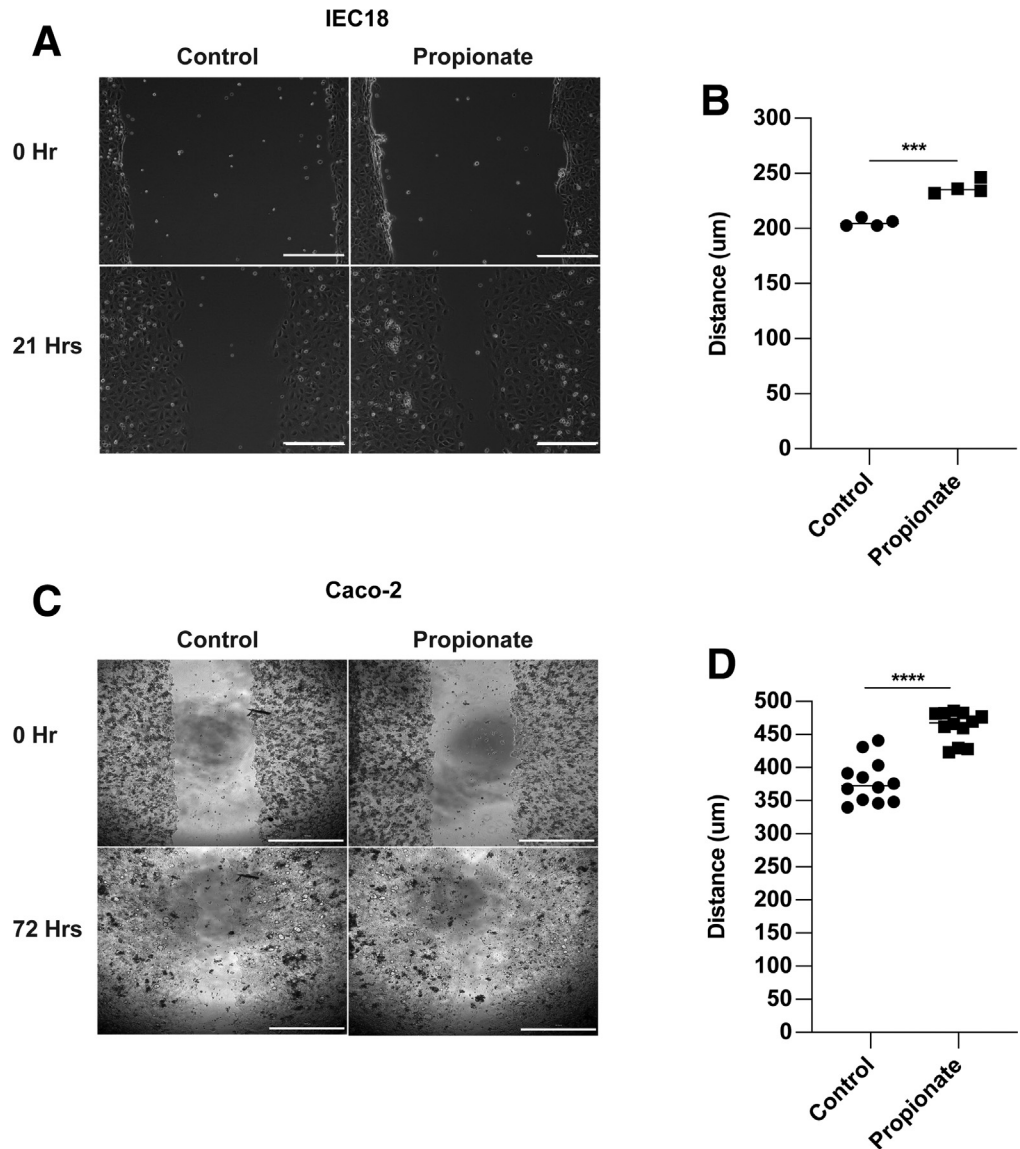 A
IEC18
Control Propionate
0 Hr
21 Hrs
B
300
250
200
150
100
50
0
Distance (um)
***
Control
Propionate
C
Caco-2
Control Propionate
0 Hr
72 Hrs
D
500
450
400
350
300
250
200
150
100
50
0
Distance (um)
****
Control
Propionate